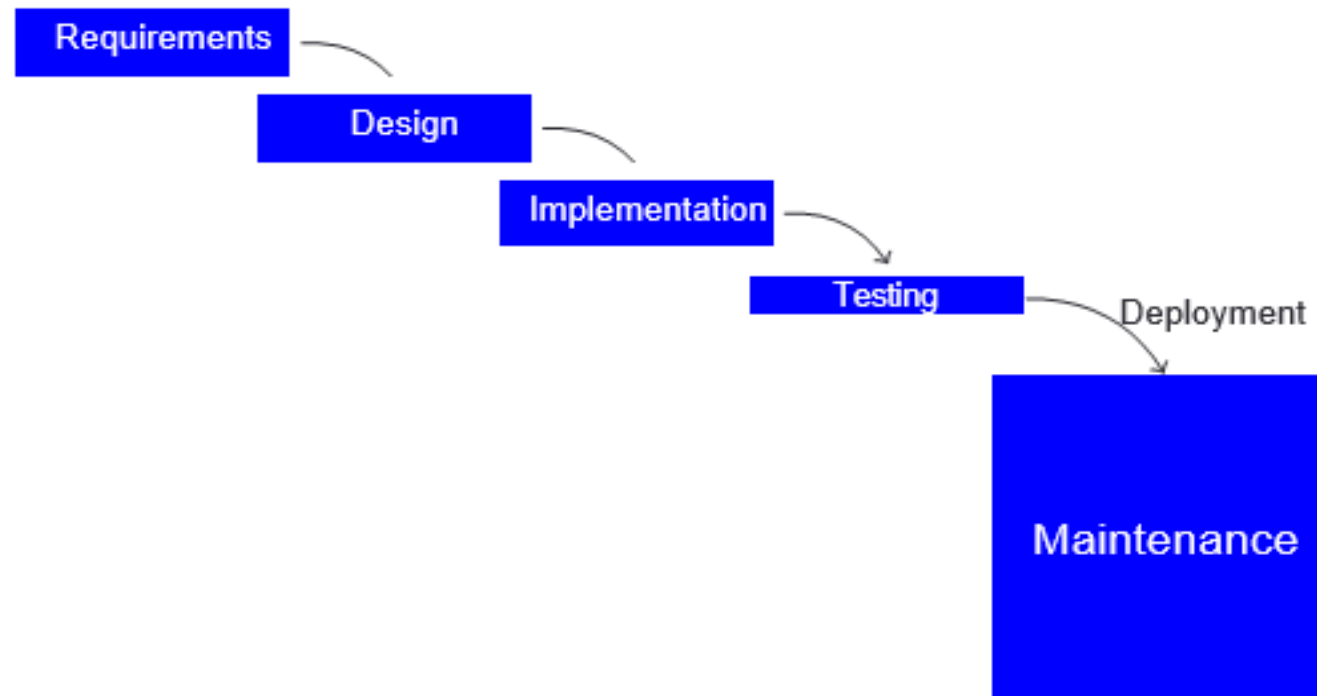 Requirements
Design
Implementation
Testing
Deployment
Maintenance